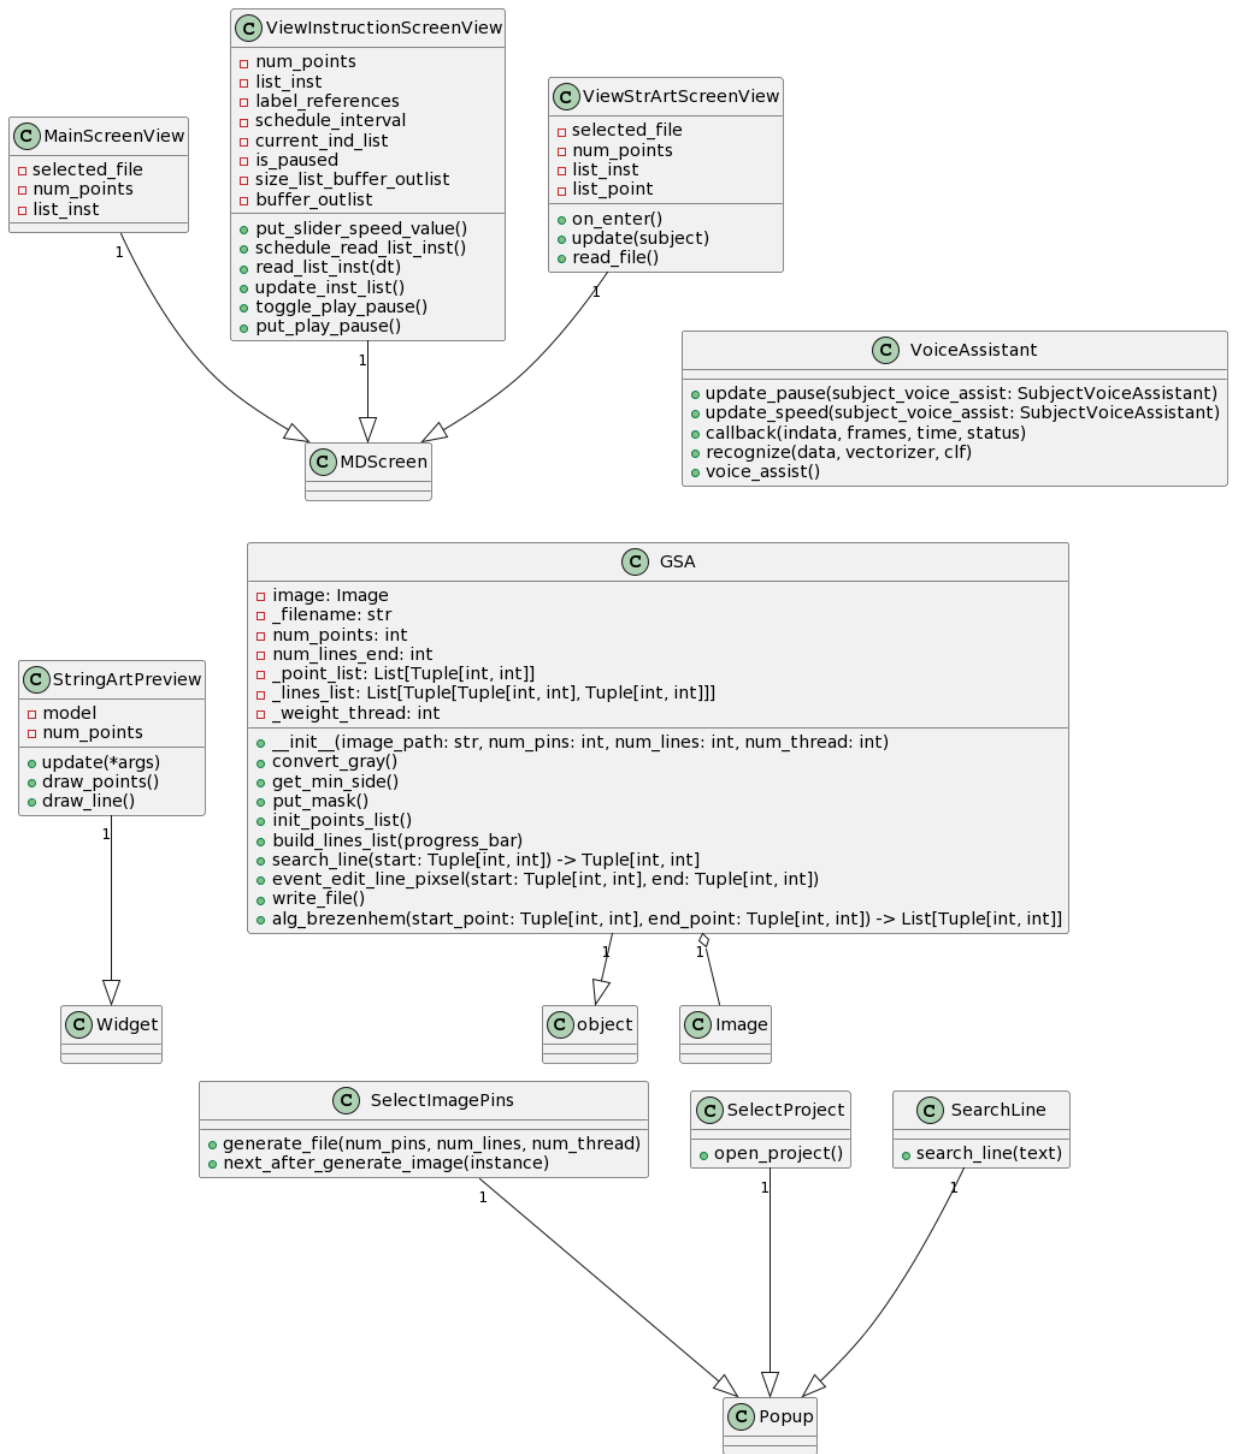 C ViewInstructionScreenView
num_points
list_inst
label_references
schedule_interval
current_ind_list
is_paused
size_list_buffer_outlist
buffer_outlist
put_slider_speed_value()
schedule_read_list_inst()
read_list_inst(dt)
update_inst_list()
toggle_play_pause()
put_play_pause()
1
C MainScreenView
selected_file
num_points
list_inst
1
C ViewStrArtScreenView
selected_file
num_points
list_inst
list_point
on_enter()
update(subject)
read_file()
1
C MDScreen
C VoiceAssistant
update_pause(subject_voice_assist: SubjectVoiceAssistant)
update_speed(subject_voice_assist: SubjectVoiceAssistant)
callback(indata, frames, time, status)
recognize(data, vectorizer, clf)
voice_assist()
C GSA
image: Image
_filename: str
num_points: int
num_lines_end: int
_point_list: List[Tuple[int, int]]
_lines_list: List[Tuple[Tuple[int, int], Tuple[int, int]]]
_weight_thread: int
__init__(image_path: str, num_pins: int, num_lines: int, num_thread: int)
convert_gray()
get_min_side()
put_mask()
init_points_list()
build_lines_list(progress_bar)
search_line(start: Tuple[int, int]) -> Tuple[int, int]
event_edit_line_pixsel(start: Tuple[int, int], end: Tuple[int, int])
write_file()
alg_brezenhem(start_point: Tuple[int, int], end_point: Tuple[int, int]) -> List[Tuple[int, int]]
1
1
C StringArtPreview
model
num_points
update(*args)
draw_points()
draw_line()
1
C Widget
C object
C Image
C SelectImagePins
generate_file(num_pins, num_lines, num_thread)
next_after_generate_image(instance)
1
C SelectProject
open_project()
1
C SearchLine
search_line(text)
1
C Popup